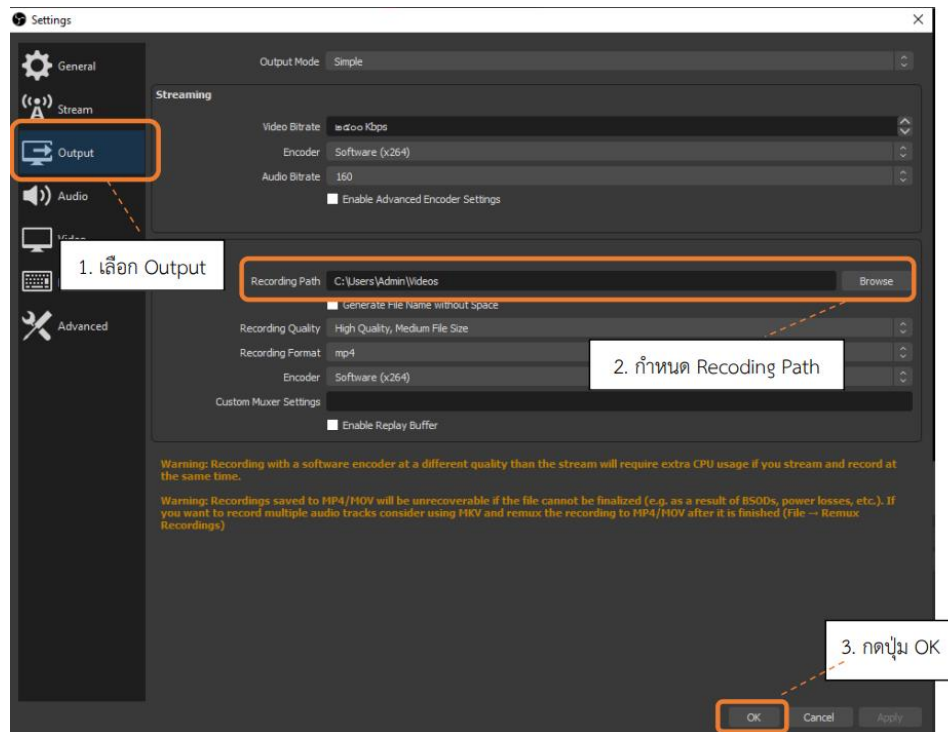 Settings
General
Stream
Output
Audio
Advanced
Output Mode Simple
Streaming
Video Bitrate ๒๕๐๐ Kbps
Encoder Software (x264)
Audio Bitrate 160
Enable Advanced Encoder Settings
1. เลือก Output
Recording Path C:\Users\Admin\Videos Browse
Generate File Name without Space
Recording Quality High Quality, Medium File Size
Recording Format mp4
2. กำหนด Recoding Path
Encoder Software (x264)
Custom Muxer Settings
Enable Replay Buffer
Warning: Recording with a software encoder at a different quality than the stream will require extra CPU usage if you stream and record at
the same time.
Warning: Recordings saved to MP4/MOV will be unrecoverable if the file cannot be finalized (e.g. as a result of BSODs, power losses, etc.). If
you want to record multiple audio tracks consider using MKV and remux the recording to MP4/MOV after it is finished (File → Remux
Recordings)
3. กดปุ่ม OK
OK Cancel Apply